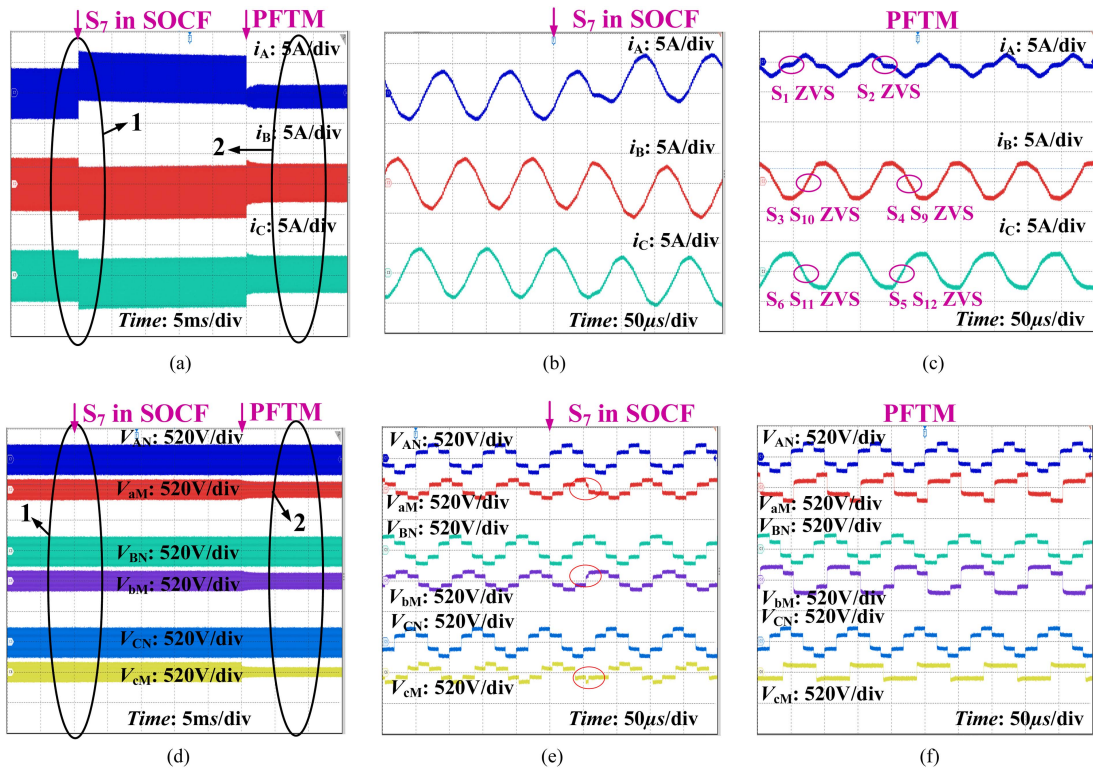 S7 in SOCF PFTM
iA: 5A/div
1
iB: 5A/div
2
iC: 5A/div
Time: 5ms/div
(a)
S7 in SOCF
iA: 5A/div
iB: 5A/div
iC: 5A/div
Time: 50μs/div
(b)
PFTM
iA: 5A/div
S1 ZVS S2 ZVS
iB: 5A/div
S3 S10 ZVS S4 S9 ZVS
iC: 5A/div
S6 S11 ZVS S5 S12 ZVS
Time: 50μs/div
(c)
S7 in SOCF PFTM
VAN: 520V/div
VaM: 520V/div
1 2
VBN: 520V/div
VbM: 520V/div
VCN: 520V/div
VcM: 520V/div
Time: 5ms/div
(d)
S7 in SOCF
VAN: 520V/div
VaM: 520V/div
VBN: 520V/div
VbM: 520V/div
VCN: 520V/div
VcM: 520V/div
Time: 50μs/div
(e)
PFTM
VAN: 520V/div
VaM: 520V/div
VBN: 520V/div
VbM: 520V/div
VCN: 520V/div
VcM: 520V/div
Time: 50μs/div
(f)